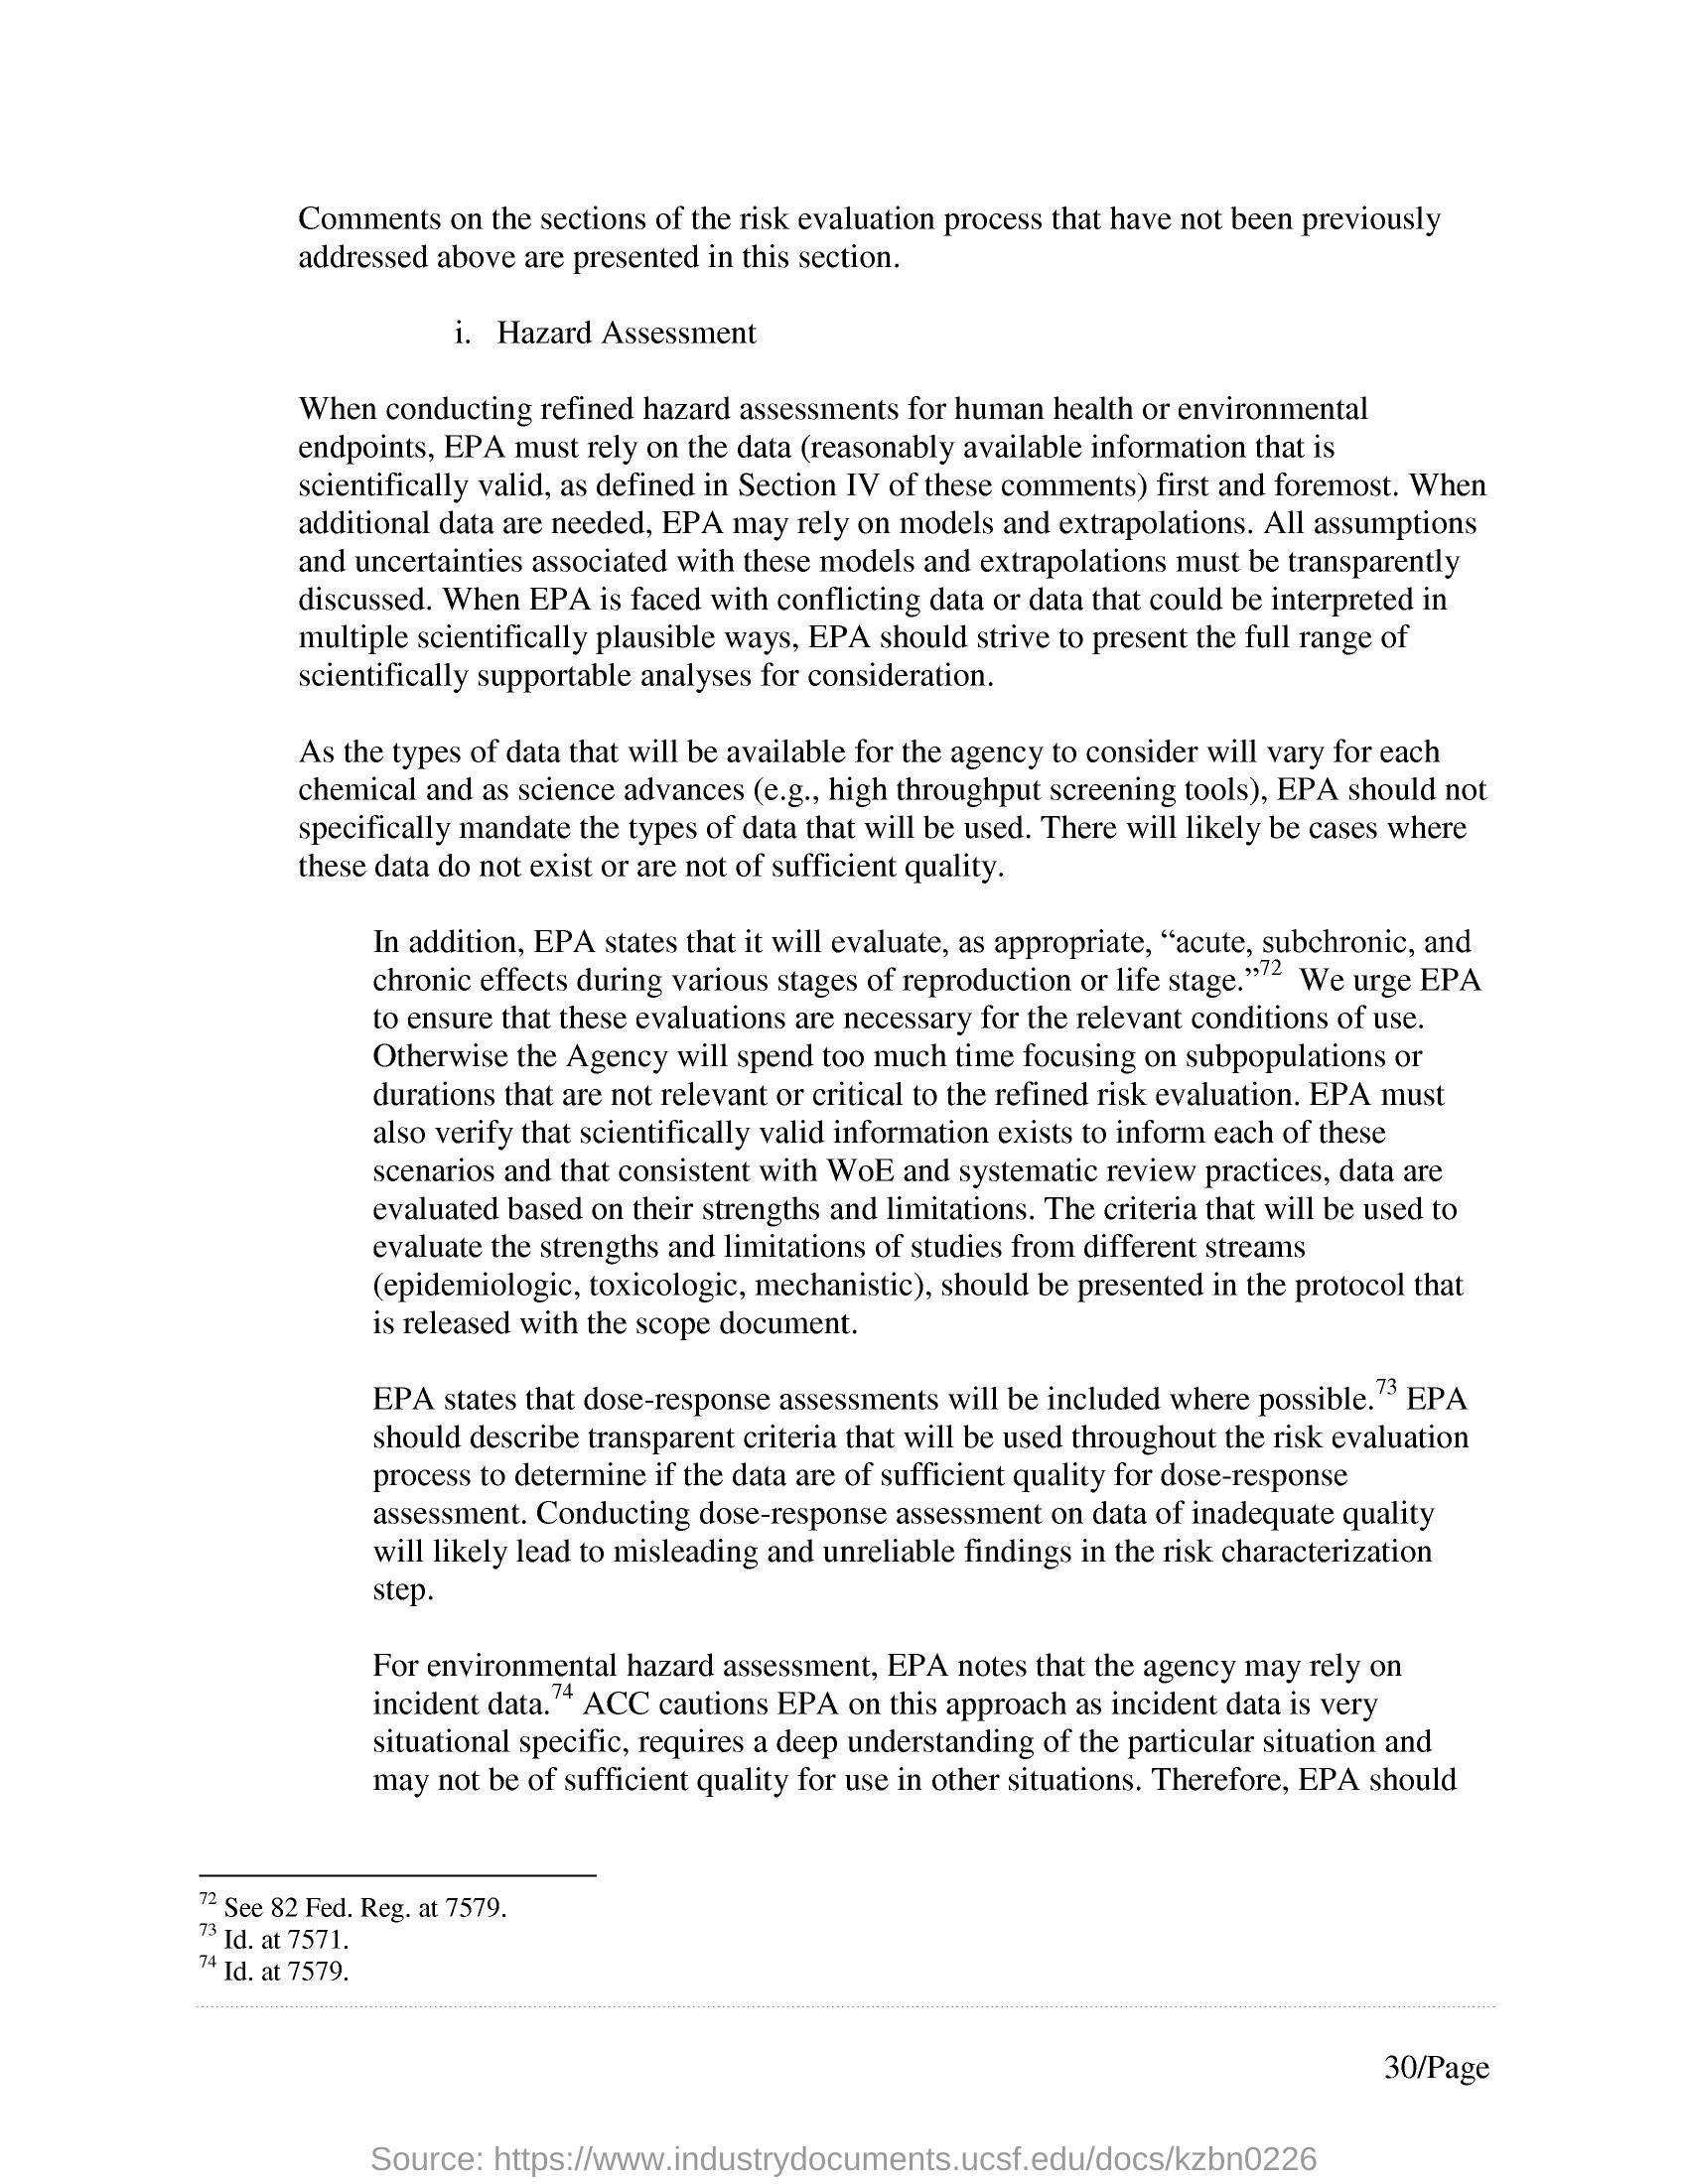 Comments on the sections of the risk evaluation process that have not been previously
addressed above are presented in this section.
i. Hazard Assessment
When conducting refined hazard assessments for human health or environmental
endpoints, EPA must rely on the data (reasonably available information that is
scientifically valid, as defined in Section IV of these comments) first and foremost. When
additional data are needed, EPA may rely on models and extrapolations. All assumptions
and uncertainties associated with these models and extrapolations must be transparently
discussed. When EPA is faced with conflicting data or data that could be interpreted in
multiple scientifically plausible ways, EPA should strive to present the full range of
scientifically supportable analyses for consideration.
As the types of data that will be available for the agency to consider will vary for each
chemical and as science advances (e.g., high throughput screening tools), EPA should not
specifically mandate the types of data that will be used. There will likely be cases where
these data do not exist or are not of sufficient quality.
In addition, EPA states that it will evaluate, as appropriate, “acute, subchronic, and
chronic effects during various stages of reproduction or life stage.”72 We urge EPA
to ensure that these evaluations are necessary for the relevant conditions of use.
Otherwise the Agency will spend too much time focusing on subpopulations or
durations that are not relevant or critical to the refined risk evaluation. EPA must
also verify that scientifically valid information exists to inform each of these
scenarios and that consistent with WoE and systematic review practices, data are
evaluated based on their strengths and limitations. The criteria that will be used to
evaluate the strengths and limitations of studies from different streams
(epidemiologic, toxicologic, mechanistic), should be presented in the protocol that
is released with the scope document.
EPA states that dose-response assessments will be included where possible.73 EPA
should describe transparent criteria that will be used throughout the risk evaluation
process to determine if the data are of sufficient quality for dose-response
assessment. Conducting dose-response assessment on data of inadequate quality
will likely lead to misleading and unreliable findings in the risk characterization
step.
For environmental hazard assessment, EPA notes that the agency may rely on
incident data.74 ACC cautions EPA on this approach as incident data is very
situational specific, requires a deep understanding of the particular situation and
may not be of sufficient quality for use in other situations. Therefore, EPA should
72 See 82 Fed. Reg. at 7579.
73 Id. at 7571.
74 Id. at 7579.
30/Page
Source: https://www.industrydocuments.ucsf.edu/docs/kzbn0226